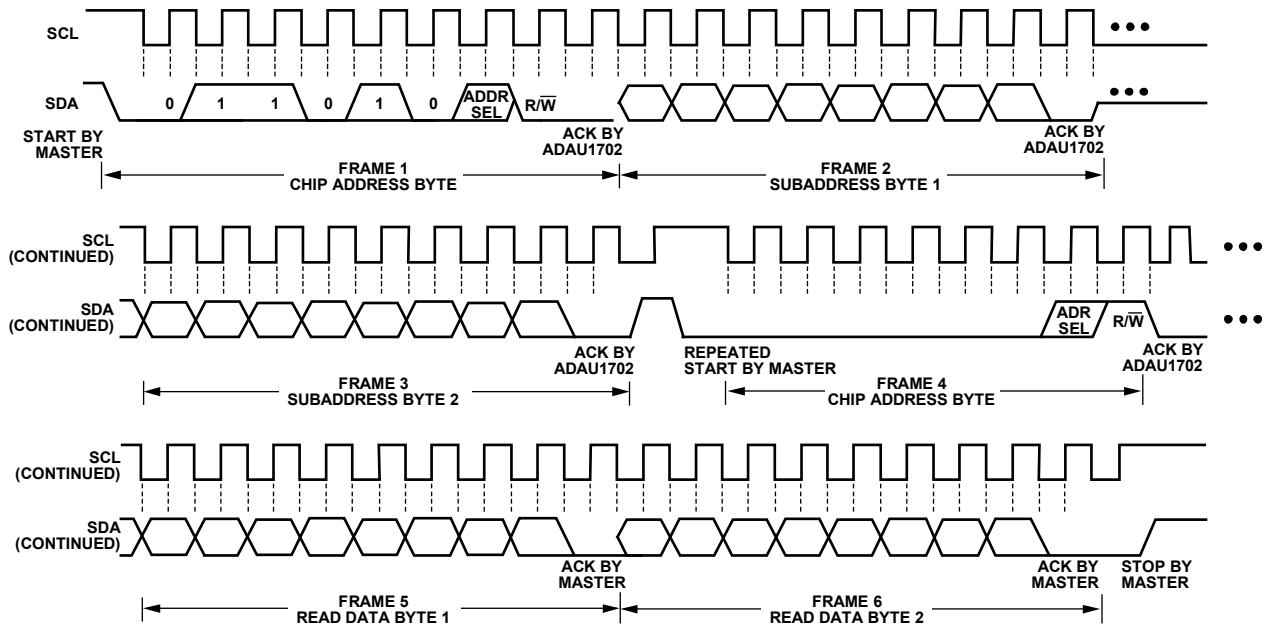 SCL
SDA
0 1 1 0 1 0 ADDR SEL R/W̅
START BY MASTER
ACK BY ADAU1702
ACK BY ADAU1702
FRAME 1
CHIP ADDRESS BYTE
FRAME 2
SUBADDRESS BYTE 1
SCL
(CONTINUED)
SDA
(CONTINUED)
ADR SEL R/W̅
ACK BY ADAU1702
REPEATED
START BY MASTER
ACK BY ADAU1702
FRAME 3
SUBADDRESS BYTE 2
FRAME 4
CHIP ADDRESS BYTE
SCL
(CONTINUED)
SDA
(CONTINUED)
ACK BY MASTER
ACK BY MASTER
STOP BY MASTER
FRAME 5
READ DATA BYTE 1
FRAME 6
READ DATA BYTE 2